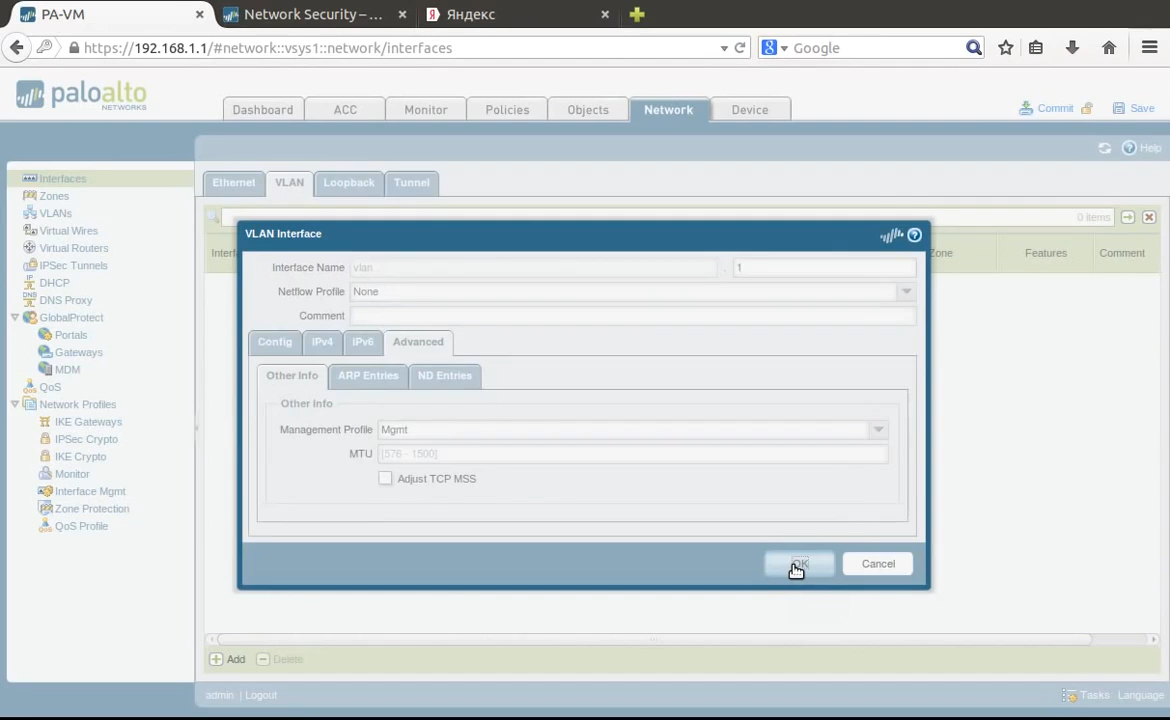 PA-VM
Network Security – ...
Яндекс
https://192.168.1.1/#network::vsys1::network/interfaces
Google
paloalto
NETWORKS
Dashboard
ACC
Monitor
Policies
Objects
Network
Device
Commit
Save
Help
Interfaces
Zones
VLANs
Virtual Wires
Virtual Routers
IPSec Tunnels
DHCP
DNS Proxy
GlobalProtect
Portals
Gateways
MDM
QoS
Network Profiles
IKE Gateways
IPSec Crypto
IKE Crypto
Monitor
Interface Mgmt
Zone Protection
QoS Profile
Ethernet
VLAN
Loopback
Tunnel
0 items
Interf
Zone
Features
Comment
VLAN Interface
Interface Name vlan . 1
Netflow Profile None
Comment
Config
IPv4
IPv6
Advanced
Other Info
ARP Entries
ND Entries
Other Info
Management Profile Mgmt
MTU [576 - 1500]
Adjust TCP MSS
OK
Cancel
Add
Delete
admin | Logout
Tasks
Language